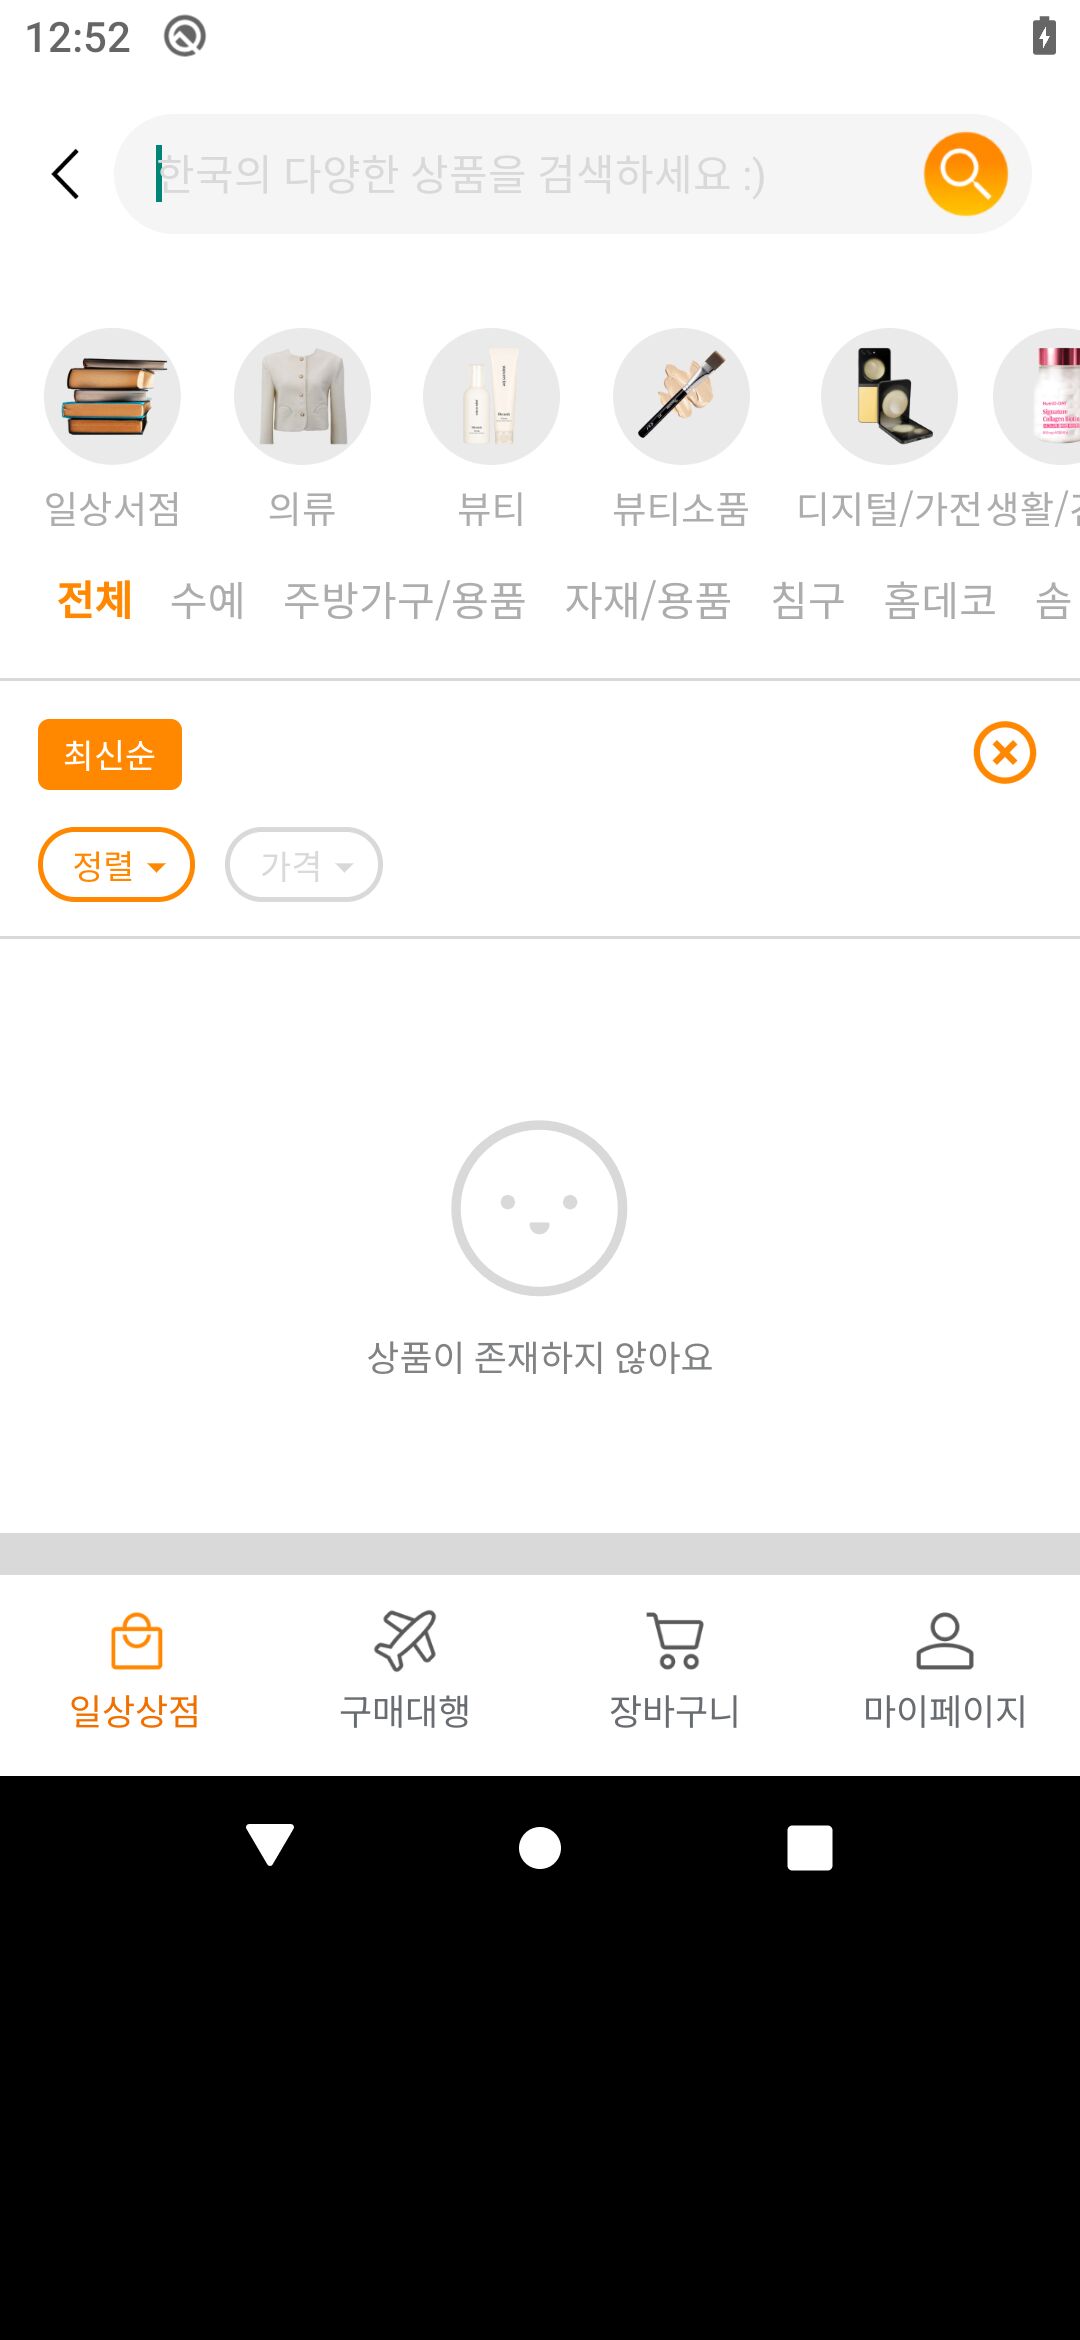 12:52
한국의 다양한 상품을 검색하세요 :)
일상서점 의류 뷰티 뷰티소품 디지털/가전 생활/
전체 수예 주방가구/용품 자재/용품 침구 홈데코 솜
최신순
정렬 가격
상품이 존재하지 않아요
일상상점 구매대행 장바구니 마이페이지